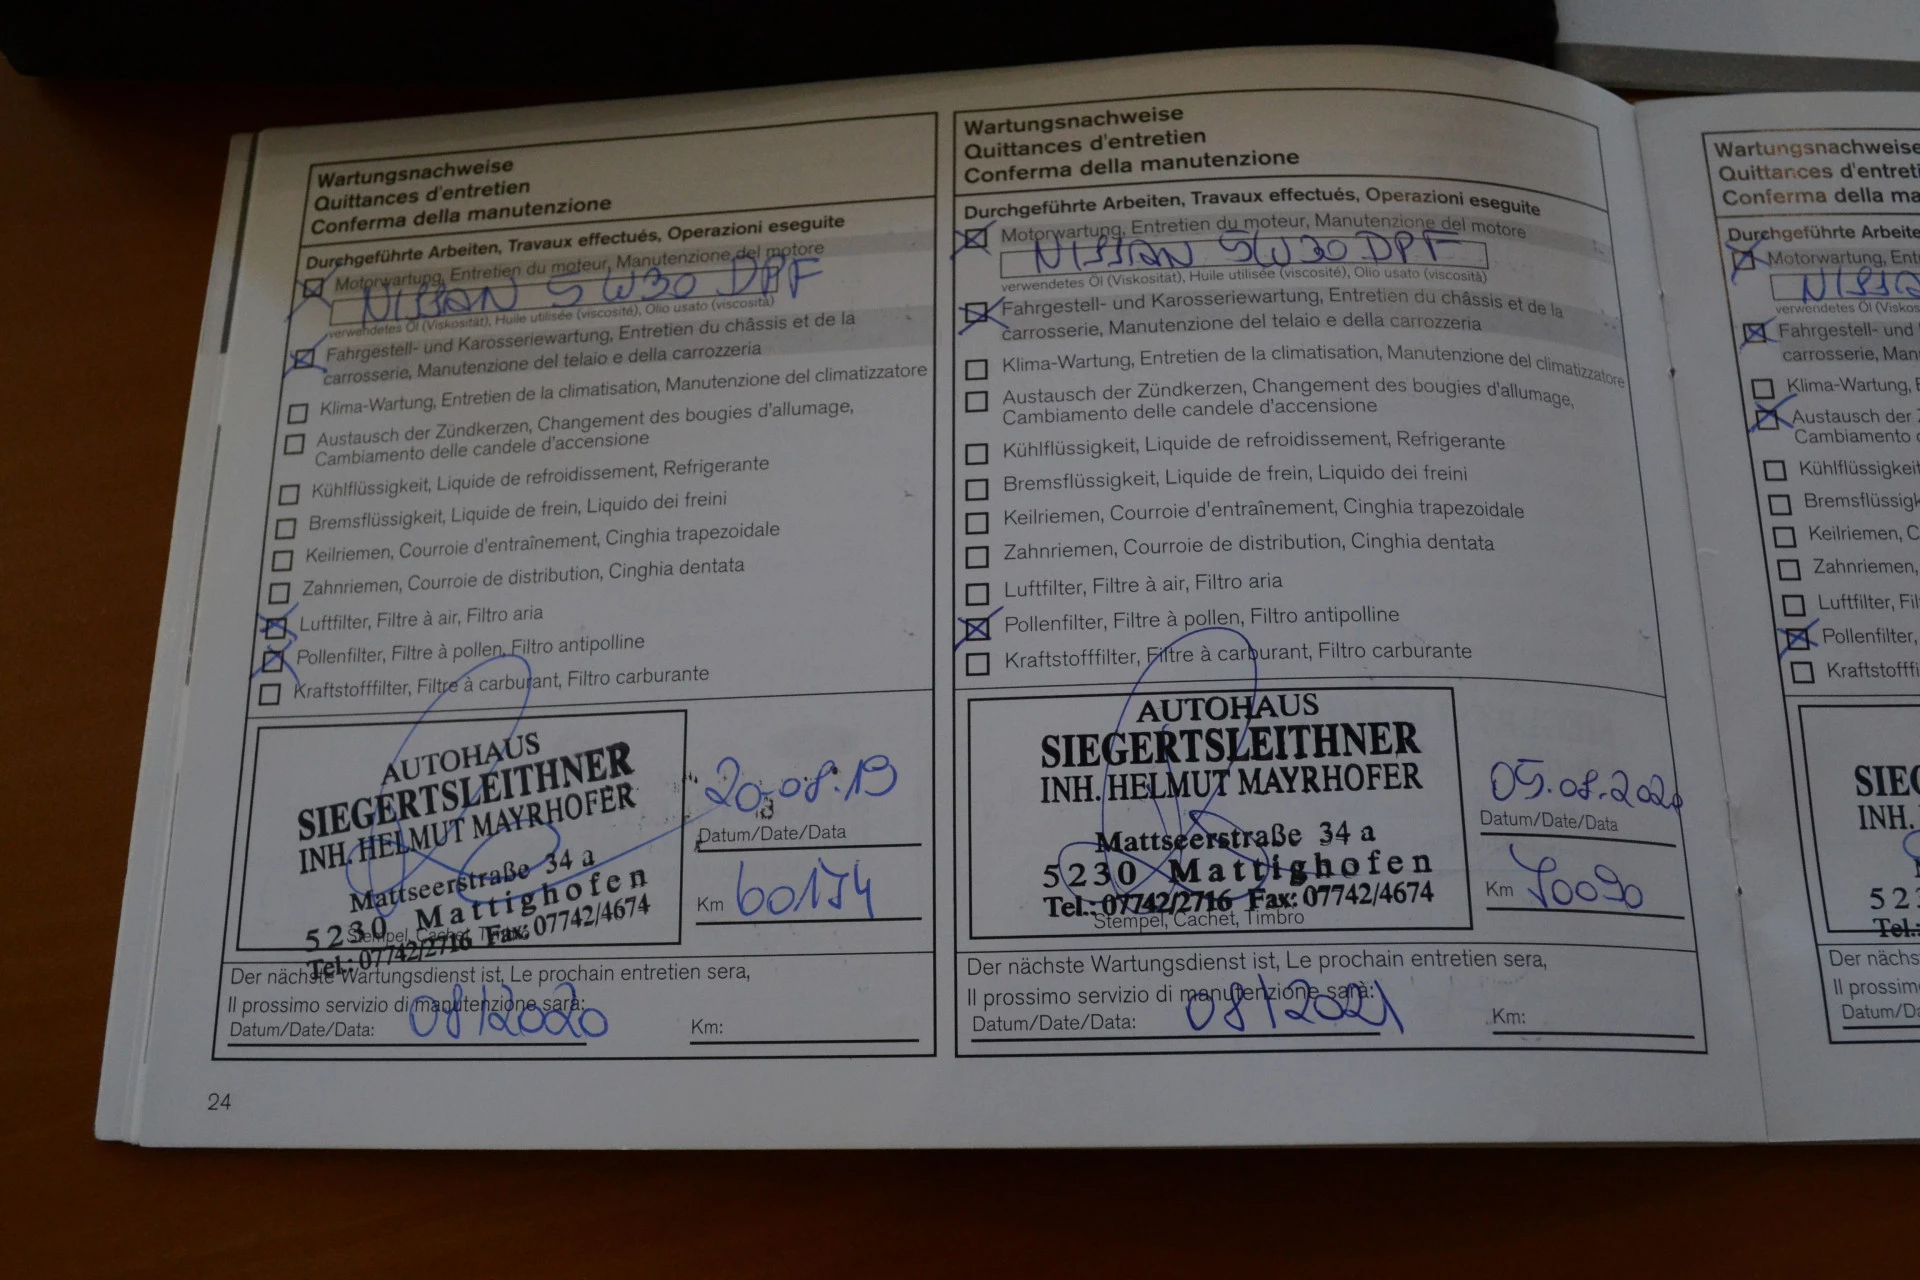 Wartungsnachweise
Quittances d'entretien
Conferma della manutenzione
Durchgeführte Arbeiten, Travaux effectués, Operazioni eseguite
Motorwartung, Entretien du moteur, Manutenzione del motore
NISSAN 5W30 DPF
verwendetes Öl (Viskosität), Huile utilisée (viscosité), Olio usato (viscosità)
Fahrgestell- und Karosseriewartung, Entretien du châssis et de la
carrosserie, Manutenzione del telaio e della carrozzeria
Klima-Wartung, Entretien de la climatisation, Manutenzione del climatizzatore
Austausch der Zündkerzen, Changement des bougies d'allumage,
Cambiamento delle candele d'accensione
Kühlflüssigkeit, Liquide de refroidissement, Refrigerante
Bremsflüssigkeit, Liquide de frein, Liquido dei freini
Keilriemen, Courroie d'entraînement, Cinghia trapezoidale
Zahnriemen, Courroie de distribution, Cinghia dentata
Luftfilter, Filtre à air, Filtro aria
Pollenfilter, Filtre à pollen, Filtro antipolline
Kraftstofffilter, Filtre à carburant, Filtro carburante
AUTOHAUS
SIEGERTSLEITHNER
INH. HELMUT MAYRHOFER
Mattseerstraße 34 a
5230 Mattighofen
Tel.: 07742/2716 Fax: 07742/4674
Stempel, Cachet, Timbro
20.08.19
Datum/Date/Data
Km 60174
Der nächste Wartungsdienst ist, Le prochain entretien sera,
Il prossimo servizio di manutenzione sarà:
Datum/Date/Data: 08/2020 Km:
24
Wartungsnachweise
Quittances d'entretien
Conferma della manutenzione
Durchgeführte Arbeiten, Travaux effectués, Operazioni eseguite
Motorwartung, Entretien du moteur, Manutenzione del motore
NISSAN 5W30 DPF
verwendetes Öl (Viskosität), Huile utilisée (viscosité), Olio usato (viscosità)
Fahrgestell- und Karosseriewartung, Entretien du châssis et de la
carrosserie, Manutenzione del telaio e della carrozzeria
Klima-Wartung, Entretien de la climatisation, Manutenzione del climatizzatore
Austausch der Zündkerzen, Changement des bougies d'allumage,
Cambiamento delle candele d'accensione
Kühlflüssigkeit, Liquide de refroidissement, Refrigerante
Bremsflüssigkeit, Liquide de frein, Liquido dei freini
Keilriemen, Courroie d'entraînement, Cinghia trapezoidale
Zahnriemen, Courroie de distribution, Cinghia dentata
Luftfilter, Filtre à air, Filtro aria
Pollenfilter, Filtre à pollen, Filtro antipolline
Kraftstofffilter, Filtre à carburant, Filtro carburante
AUTOHAUS
SIEGERTSLEITHNER
INH. HELMUT MAYRHOFER
Mattseerstraße 34 a
5230 Mattighofen
Tel.: 07742/2716 Fax: 07742/4674
Stempel, Cachet, Timbro
05.08.2020
Datum/Date/Data
Km 70090
Der nächste Wartungsdienst ist, Le prochain entretien sera,
Il prossimo servizio di manutenzione sarà:
Datum/Date/Data: 08/2021 Km:
Wartungsnachweise
Quittances d'entreti
Conferma della ma
Durchgeführte Arbeite
Motorwartung, Ent
verwendetes Öl (Viskos
Fahrgestell- und
carrosserie, Man
Klima-Wartung, E
Austausch der
Cambiamento
Kühlflüssigkeit
Bremsflüssigk
Keilriemen, C
Zahnriemen,
Luftfilter, Fil
Pollenfilter,
Kraftstofffi
SIEG
INH.
523
Tel.:
Der nächs
Il prossim
Datum/Da